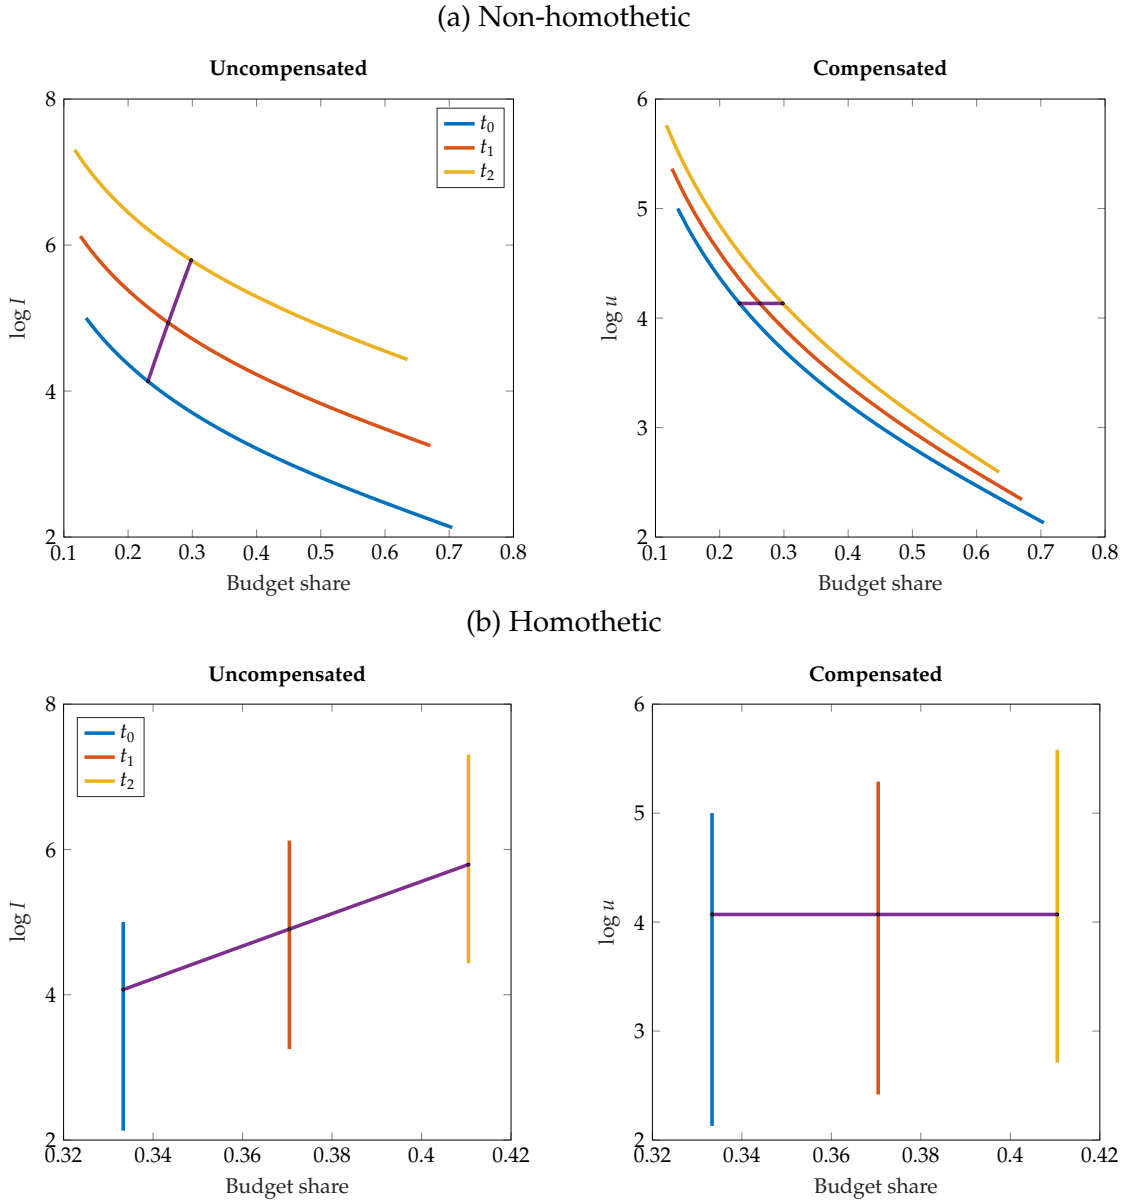 (a) Non-homothetic
Uncompensated
8
6
4
2
0.1 0.2 0.3 0.4 0.5 0.6 0.7 0.8
log I
Budget share
t₀
t₁
t₂
Compensated
6
5
4
3
2
0.1 0.2 0.3 0.4 0.5 0.6 0.7 0.8
log u
Budget share
(b) Homothetic
Uncompensated
8
6
4
2
0.32 0.34 0.36 0.38 0.4 0.42
log I
Budget share
t₀
t₁
t₂
Compensated
6
5
4
3
2
0.32 0.34 0.36 0.38 0.4 0.42
log u
Budget share